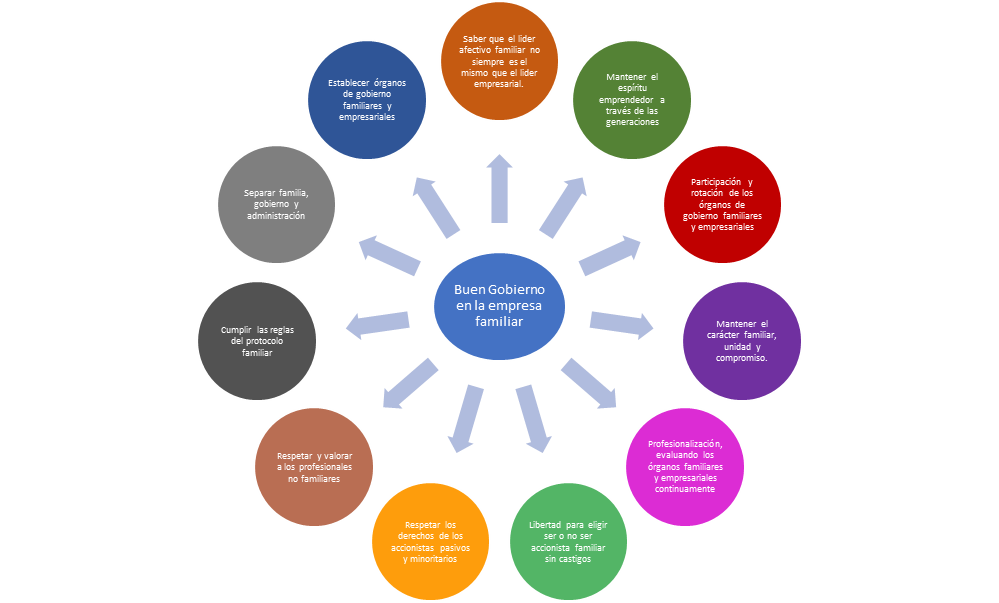 Saber que el lider
afectivo familiar no
siempre es el
mismo que el lider
empresarial.
Mantener el
espíritu
emprendedor a
través de las
generaciones
Participación y
rotación de los
órganos de
gobierno familiares
y empresariales
Mantener el
carácter familiar,
unidad y
compromiso.
Profesionalización,
evaluando los
órganos familiares
y empresariales
continuamente
Libertad para eligir
ser o no ser
accionista familiar
sin castigos
Respetar los
derechos de los
accionistas pasivos
y minoritarios
Respetar y valorar
a los profesionales
no familiares
Cumplir las reglas
del protocolo
familiar
Separar familia,
gobierno y
administración
Establecer órganos
de gobierno
familiares y
empresariales
Buen Gobierno
en la empresa
familiar